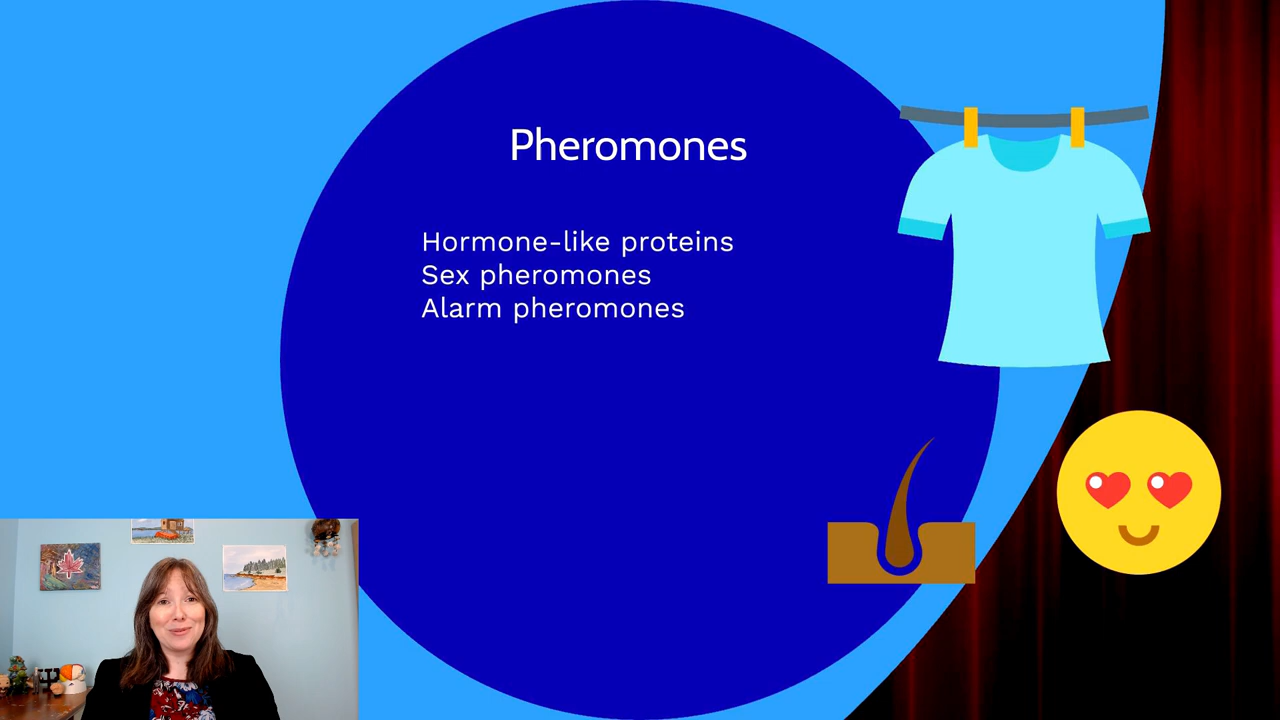 Pheromones
Hormone-like proteins
Sex pheromones
Alarm pheromones